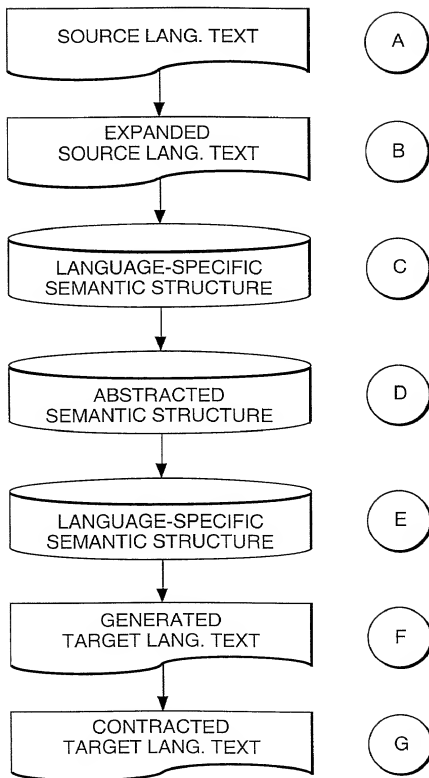 SOURCE LANG. TEXT
A
EXPANDED
SOURCE LANG. TEXT
B
LANGUAGE-SPECIFIC
SEMANTIC STRUCTURE
C
ABSTRACTED
SEMANTIC STRUCTURE
D
LANGUAGE-SPECIFIC
SEMANTIC STRUCTURE
E
GENERATED
TARGET LANG. TEXT
F
CONTRACTED
TARGET LANG. TEXT
G